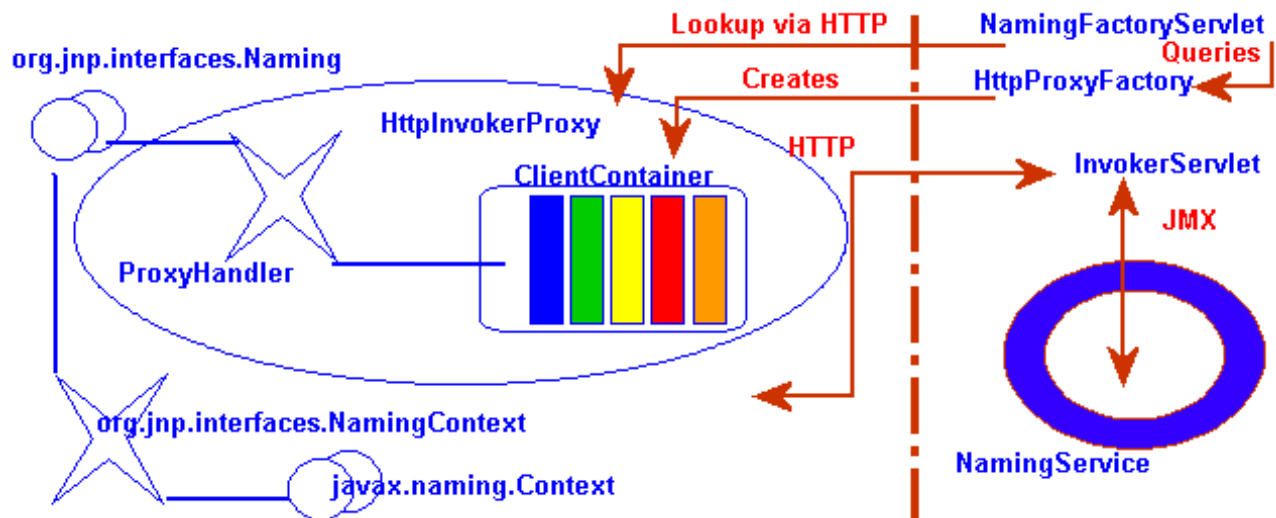 Lookup via HTTP
NamingFactoryServlet
org.jnp.interfaces.Naming
Queries
Creates
HttpProxyFactory
HttpInvokerProxy
HTTP
InvokerServlet
ClientContainer
JMX
ProxyHandler
org.jnp.interfaces.NamingContext
NamingService
javax.naming.Context